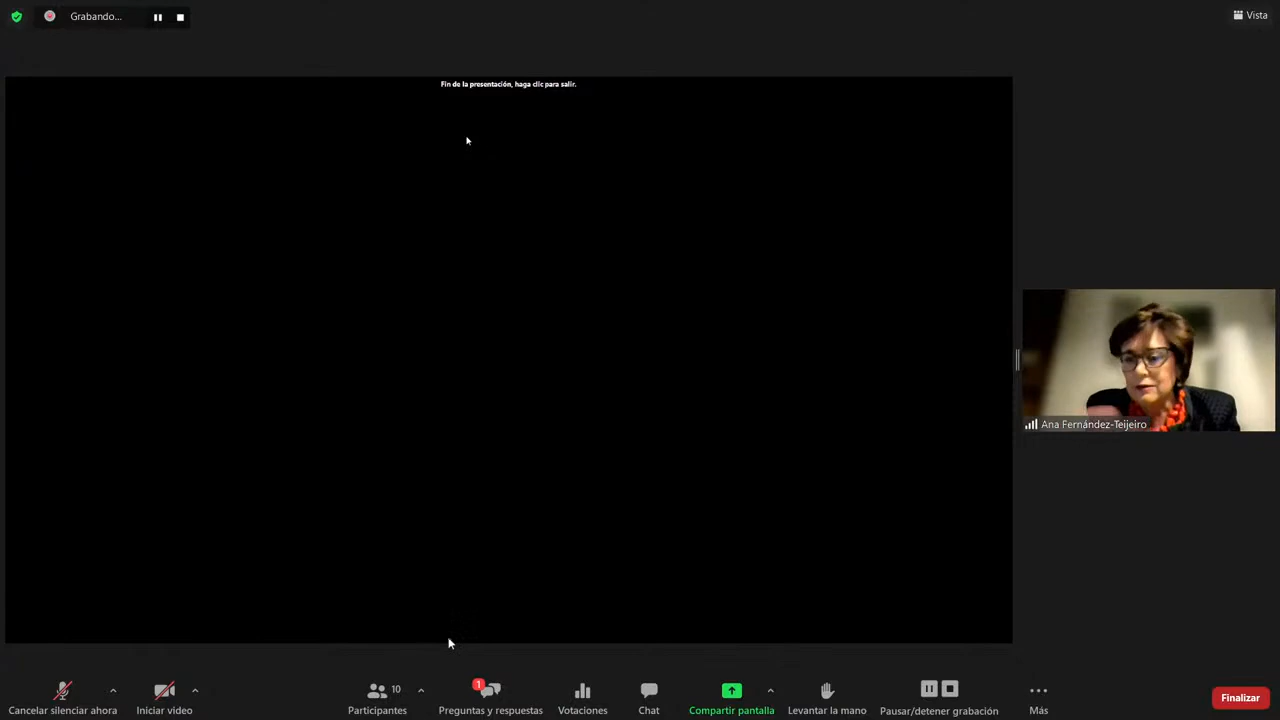 Grabando...
Vista
Fin de la presentación, haga clic para salir.
Ana Fernández-Teijeiro
10
1
Cancelar silenciar ahora
Iniciar video
Participantes
Preguntas y respuestas
Votaciones
Chat
Compartir pantalla
Levantar la mano
Pausar/detener grabación
Más
Finalizar